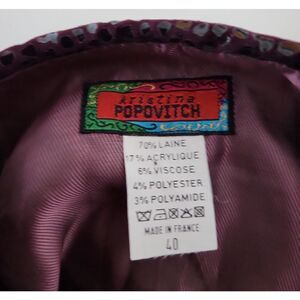 kristina
POPOVITCH
70% LAINE
17% ACRYLIQUE
6% VISCOSE
4% POLYESTER
3% POLYAMIDE
MADE IN FRANCE
40